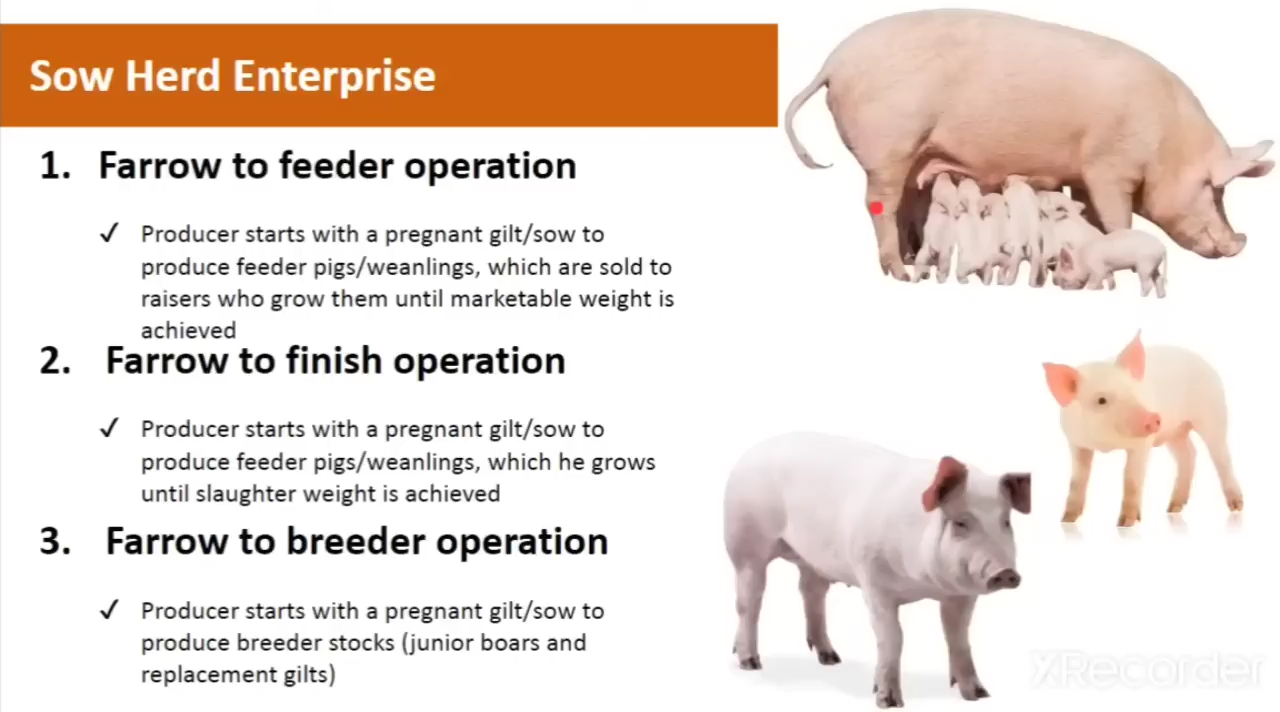 Sow Herd Enterprise
1. Farrow to feeder operation
✓ Producer starts with a pregnant gilt/sow to
produce feeder pigs/weanlings, which are sold to
raisers who grow them until marketable weight is
achieved
2. Farrow to finish operation
✓ Producer starts with a pregnant gilt/sow to
produce feeder pigs/weanlings, which he grows
until slaughter weight is achieved
3. Farrow to breeder operation
✓ Producer starts with a pregnant gilt/sow to
produce breeder stocks (junior boars and
replacement gilts)
XRecorder